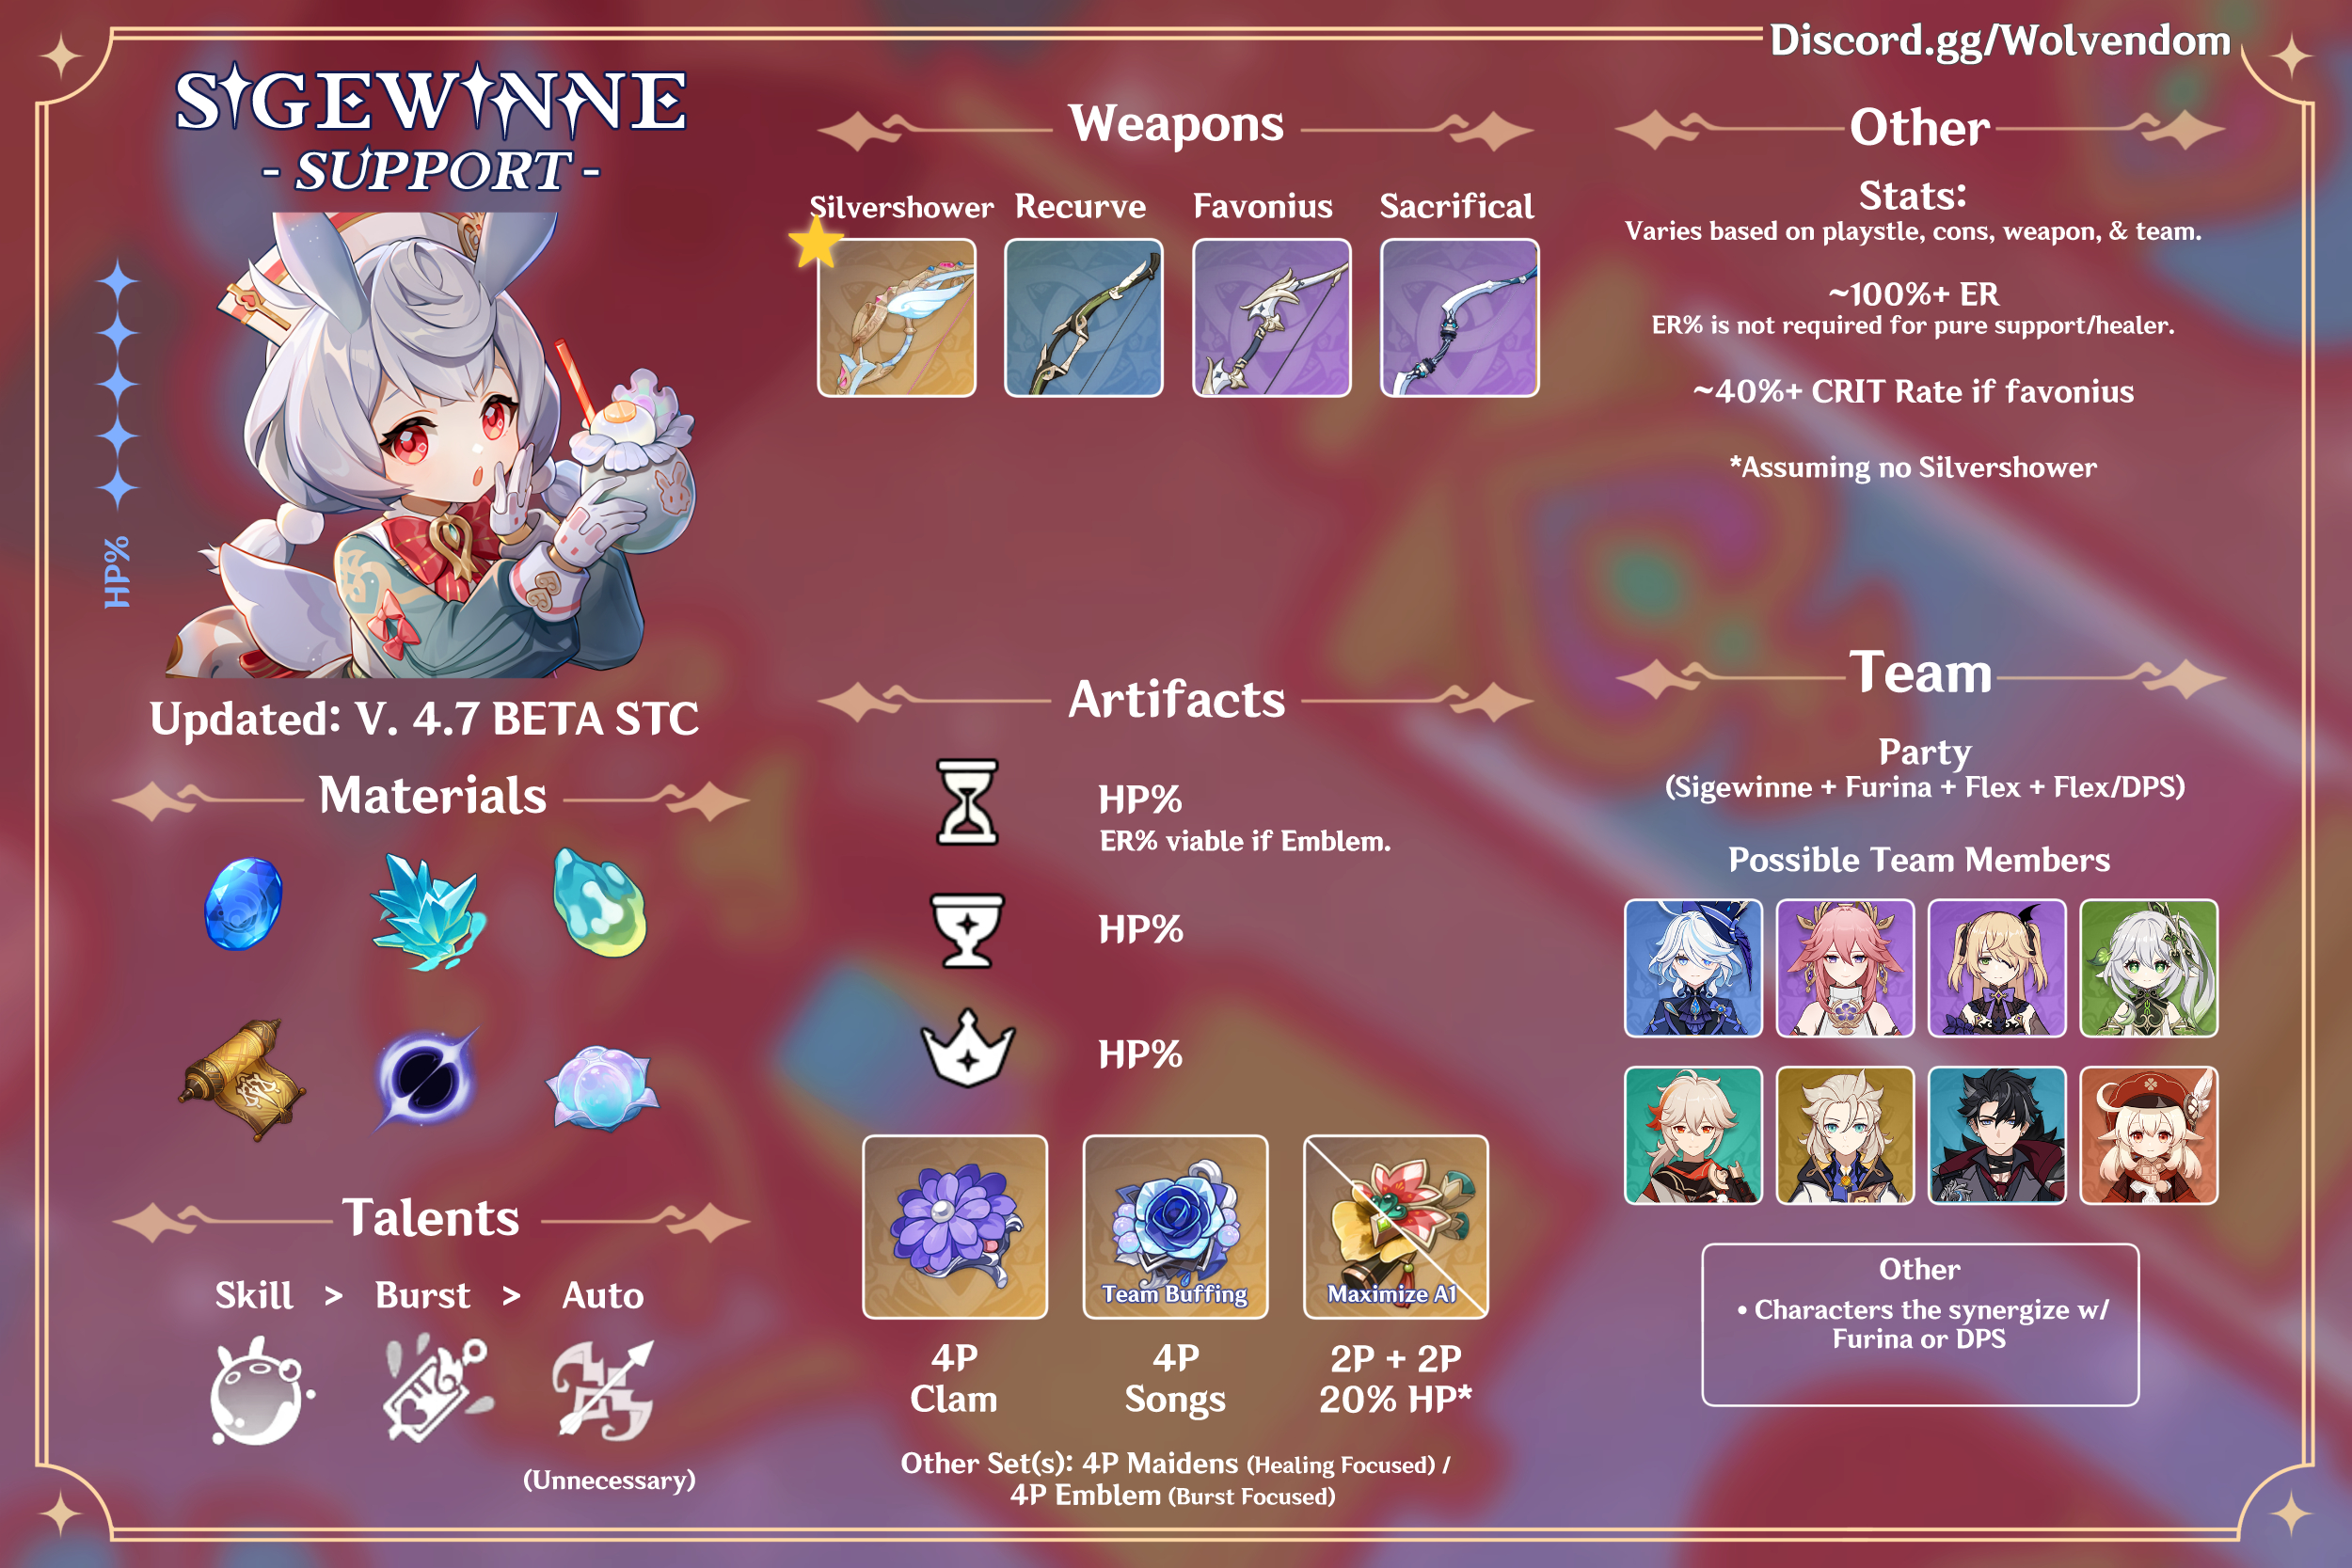 Discord.gg/Wolvendom
SIGEWINNE
- SUPPORT -
HP%
Updated: V. 4.7 BETA STC
Materials
Talents
Skill > Burst > Auto
(Unnecessary)
Weapons
Silvershower Recurve Favonius Sacrifical
Artifacts
HP%
ER% viable if Emblem.
HP%
HP%
Team Buffing
Maximize A1
4P
Clam
4P
Songs
2P + 2P
20% HP*
Other Set(s): 4P Maidens (Healing Focused) /
4P Emblem (Burst Focused)
Other
Stats:
Varies based on playstle, cons, weapon, & team.
~100%+ ER
ER% is not required for pure support/healer.
~40%+ CRIT Rate if favonius
*Assuming no Silvershower
Team
Party
(Sigewinne + Furina + Flex + Flex/DPS)
Possible Team Members
Other
• Characters the synergize w/
Furina or DPS